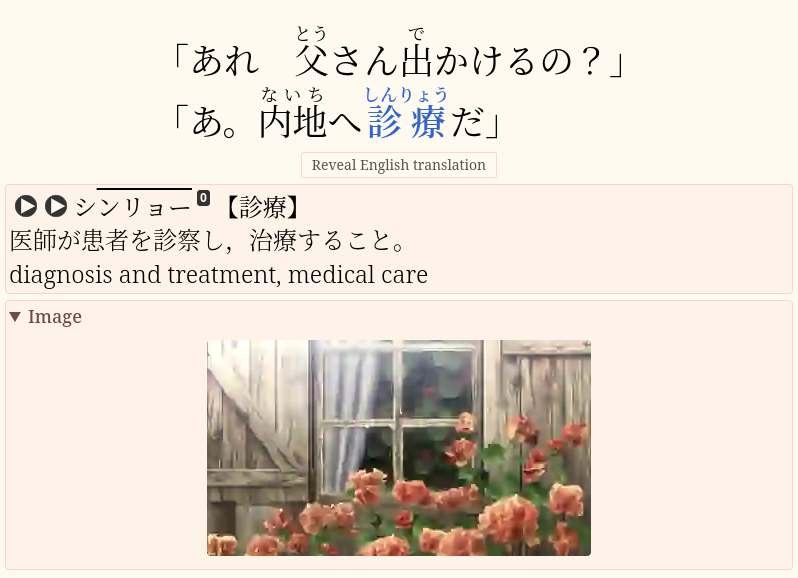 「あれ　父さん出かけるの？」
「あ。内地へ診療だ」
Reveal English translation
シンリョー 0 【診療】
医師が患者を診察し，治療すること。
diagnosis and treatment, medical care
Image